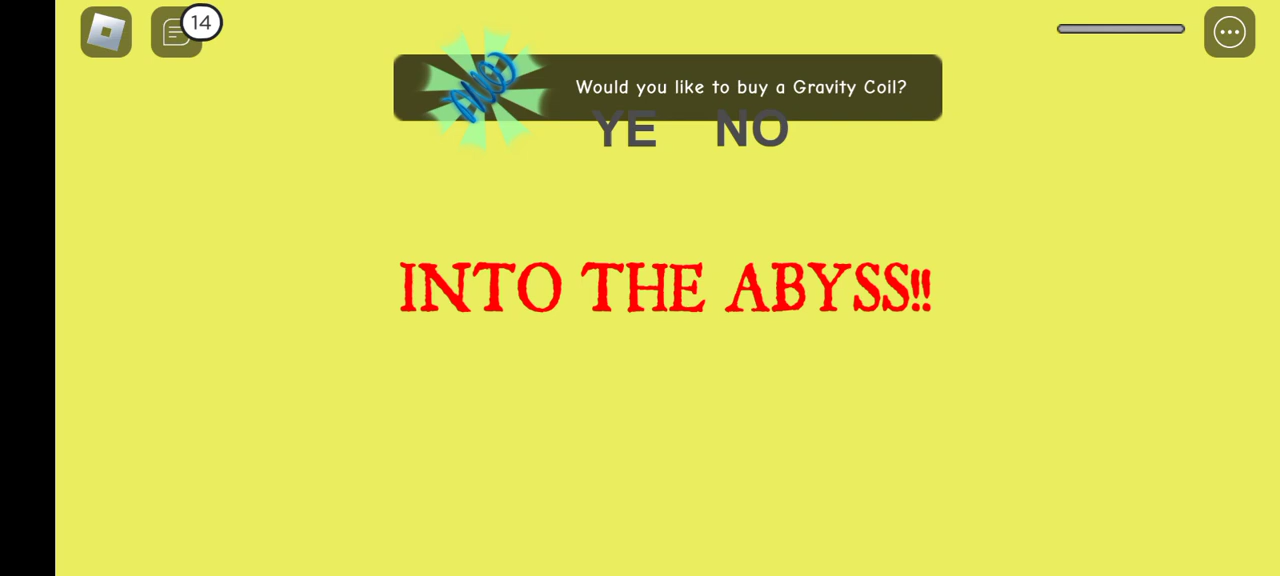 14
Would you like to buy a Gravity Coil?
YE NO
INTO THE ABYSS!!